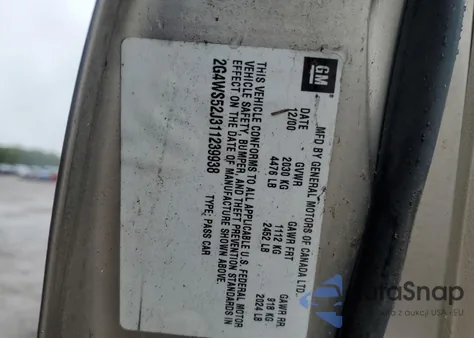 GM
MFD BY GENERAL MOTORS OF CANADA LTD
DATE GVWR GAWR FRT GAWR RR
12/00 2030 KG 1112 KG 918 KG
4476 LB 2452 LB 2024 LB
THIS VEHICLE CONFORMS TO ALL APPLICABLE U.S. FEDERAL MOTOR
VEHICLE SAFETY, BUMPER, AND THEFT PREVENTION STANDARDS IN
EFFECT ON THE DATE OF MANUFACTURE SHOWN ABOVE.
2G4WS52J311239938 TYPE: PASS CAR
AutoSnap